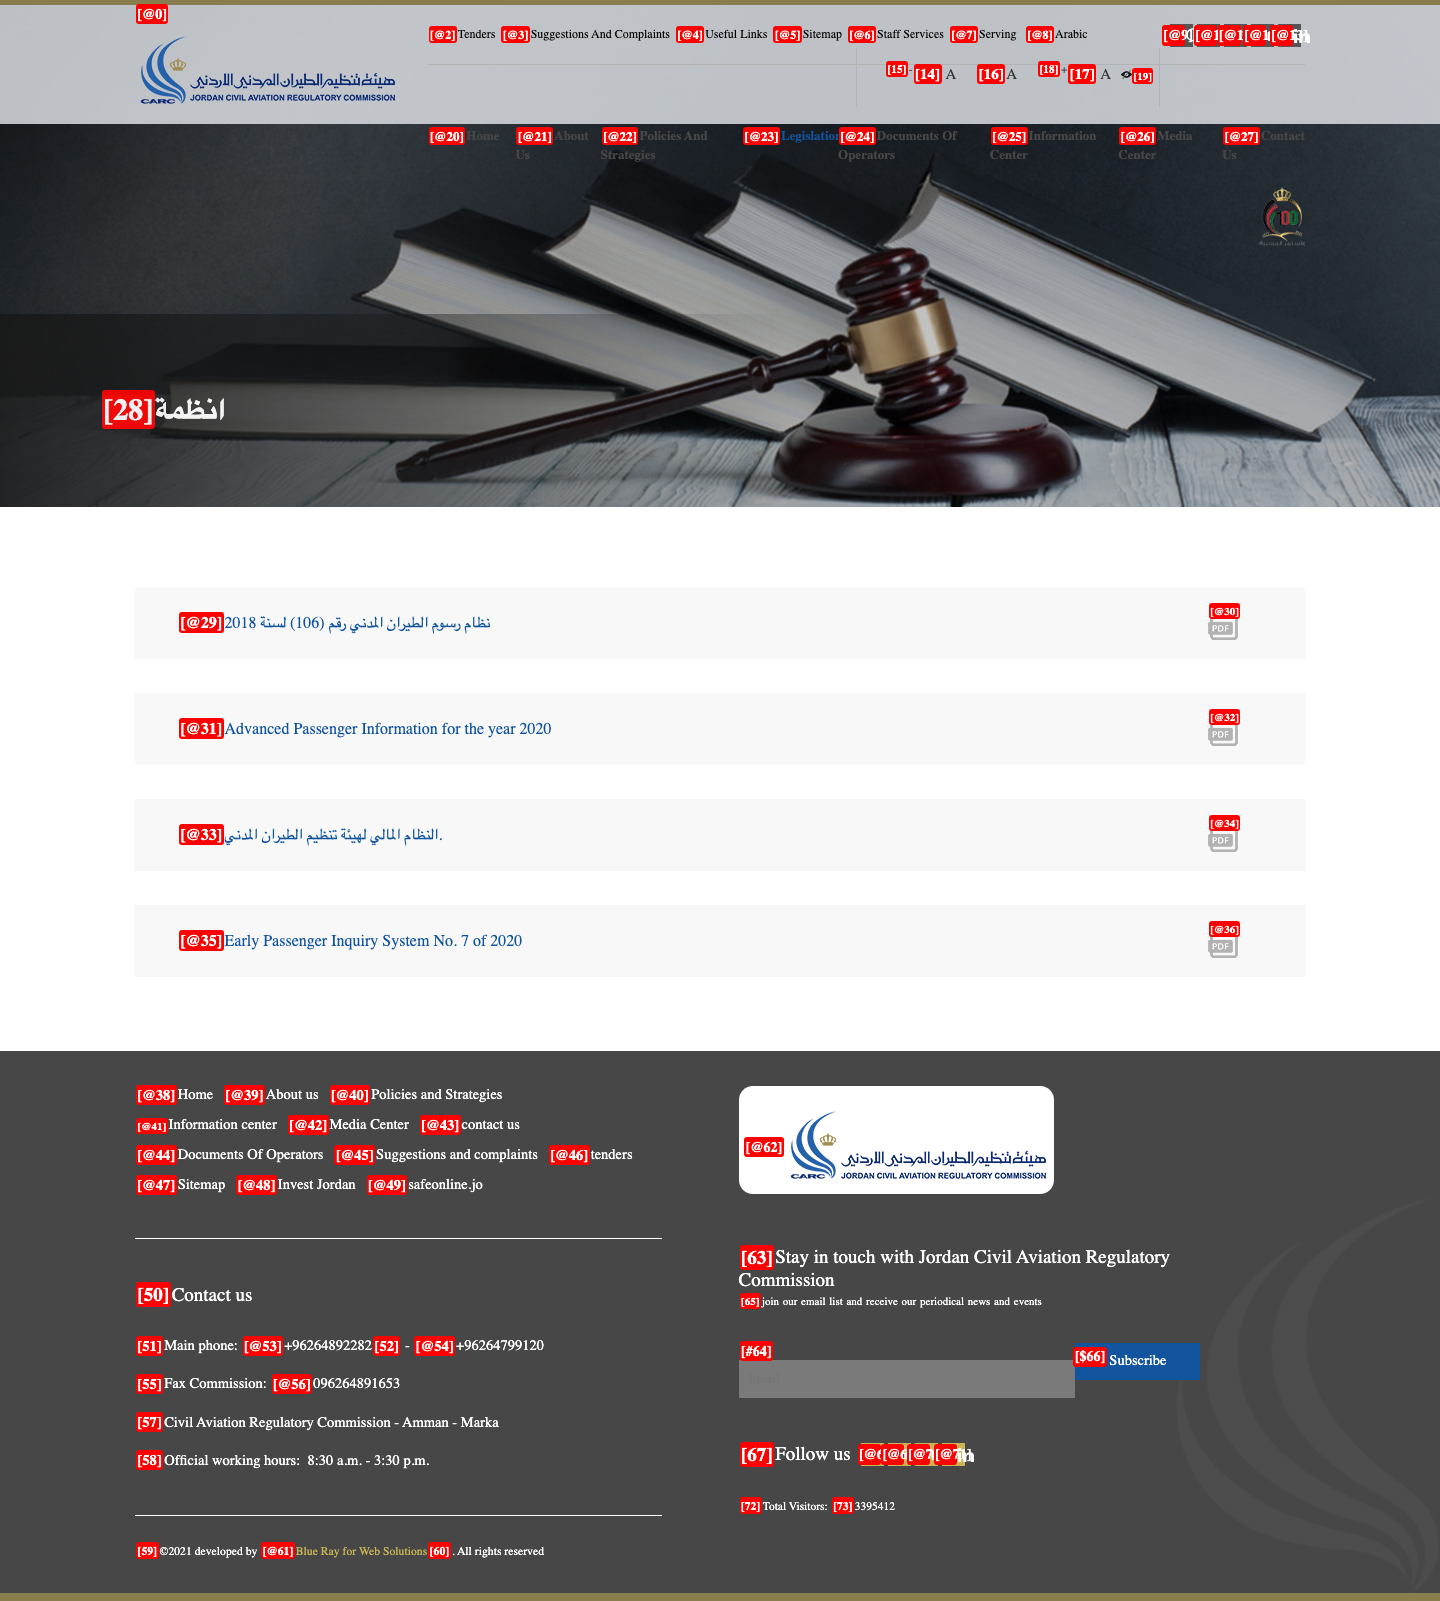 [@0]
[@2]Tenders [@3]Suggestions And Complaints [@4]Useful Links [@5]Sitemap [@6]Staff Services [@7]Serving [@8]Arabic
هيئة تنظيم الطيران المدني الاردني
CARC JORDAN CIVIL AVIATION REGULATORY COMMISSION
[15]- [14] A [16]A [18]+ [17] A [@19]
[@20]Home [@21]About Us [@22]Policies And Strategies [@23]Legislation [@24]Documents Of Operators [@25]Information Center [@26]Media Center [@27]Contact Us
100
[28]انظمة
[@29]نظام رسوم الطيران المدني رقم (106) لسنة 2018 [@30]
PDF
[@31]Advanced Passenger Information for the year 2020 [@32]
PDF
[@33]النظام المالي لهيئة تنظيم الطيران المدني. [@34]
PDF
[@35]Early Passenger Inquiry System No. 7 of 2020 [@36]
PDF
[@38]Home [@39]About us [@40]Policies and Strategies
[@41]Information center [@42]Media Center [@43]contact us
[@44]Documents Of Operators [@45]Suggestions and complaints [@46]tenders
[@47]Sitemap [@48]Invest Jordan [@49]safeonline.jo
[50]Contact us
[51]Main phone: [@53]+96264892282[52] - [@54]+96264799120
[55]Fax Commission: [@56]096264891653
[57]Civil Aviation Regulatory Commission - Amman - Marka
[58]Official working hours: 8:30 a.m. - 3:30 p.m.
[59]©2021 developed by [@61]Blue Ray for Web Solutions[60]. All rights reserved
[@62]
هيئة تنظيم الطيران المدني الاردني
CARC JORDAN CIVIL AVIATION REGULATORY COMMISSION
[63]Stay in touch with Jordan Civil Aviation Regulatory
Commission
[65]join our email list and receive our periodical news and events
[#64]
Email
[$66] Subscribe
[67]Follow us
[72]Total Visitors: [73]3395412